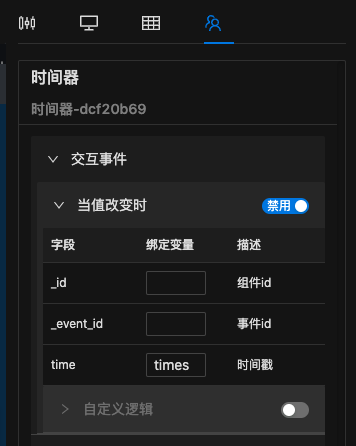 时间器
时间器-dcf20b69
交互事件
当值改变时 禁用
字段 绑定变量 描述
_id 组件id
_event_id 事件id
time times 时间戳
自定义逻辑